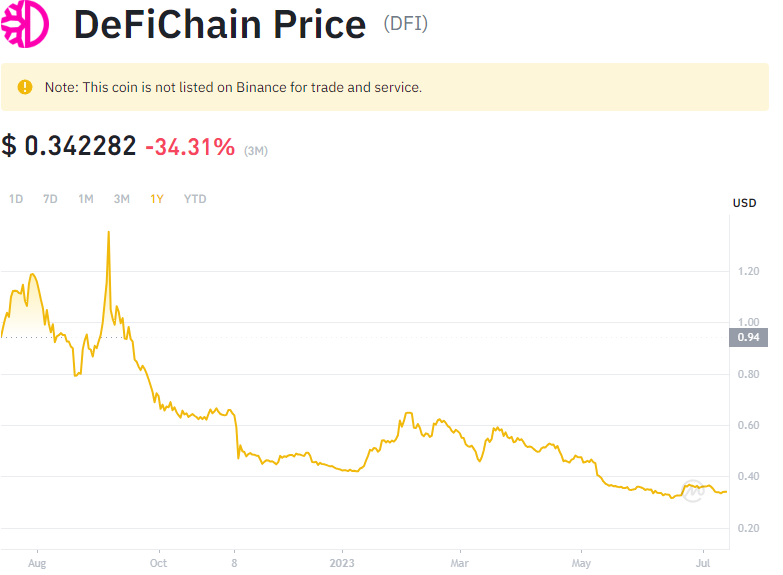 DeFiChain Price (DFI)
Note: This coin is not listed on Binance for trade and service.
$ 0.342282 -34.31% (3M)
1D 7D 1M 3M 1Y YTD
USD
1.20
1.00
0.94
0.80
0.60
0.40
0.20
Aug Oct 8 2023 Mar May Jul